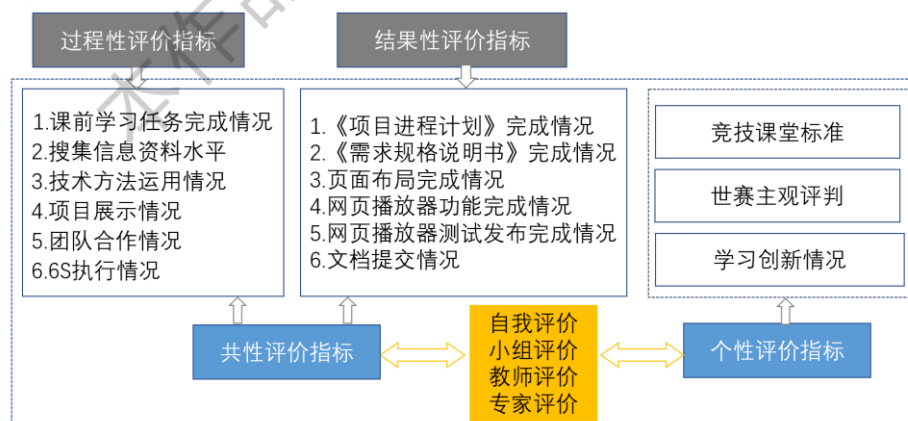 过程性评价指标
结果性评价指标
1.课前学习任务完成情况
2.搜集信息资料水平
3.技术方法运用情况
4.项目展示情况
5.团队合作情况
6.6S执行情况
1.《项目进程计划》完成情况
2.《需求规格说明书》完成情况
3.页面布局完成情况
4.网页播放器功能完成情况
5.网页播放器测试发布完成情况
6.文档提交情况
竞技课堂标准
世赛主观评判
学习创新情况
共性评价指标
自我评价
小组评价
教师评价
专家评价
个性评价指标
本作品